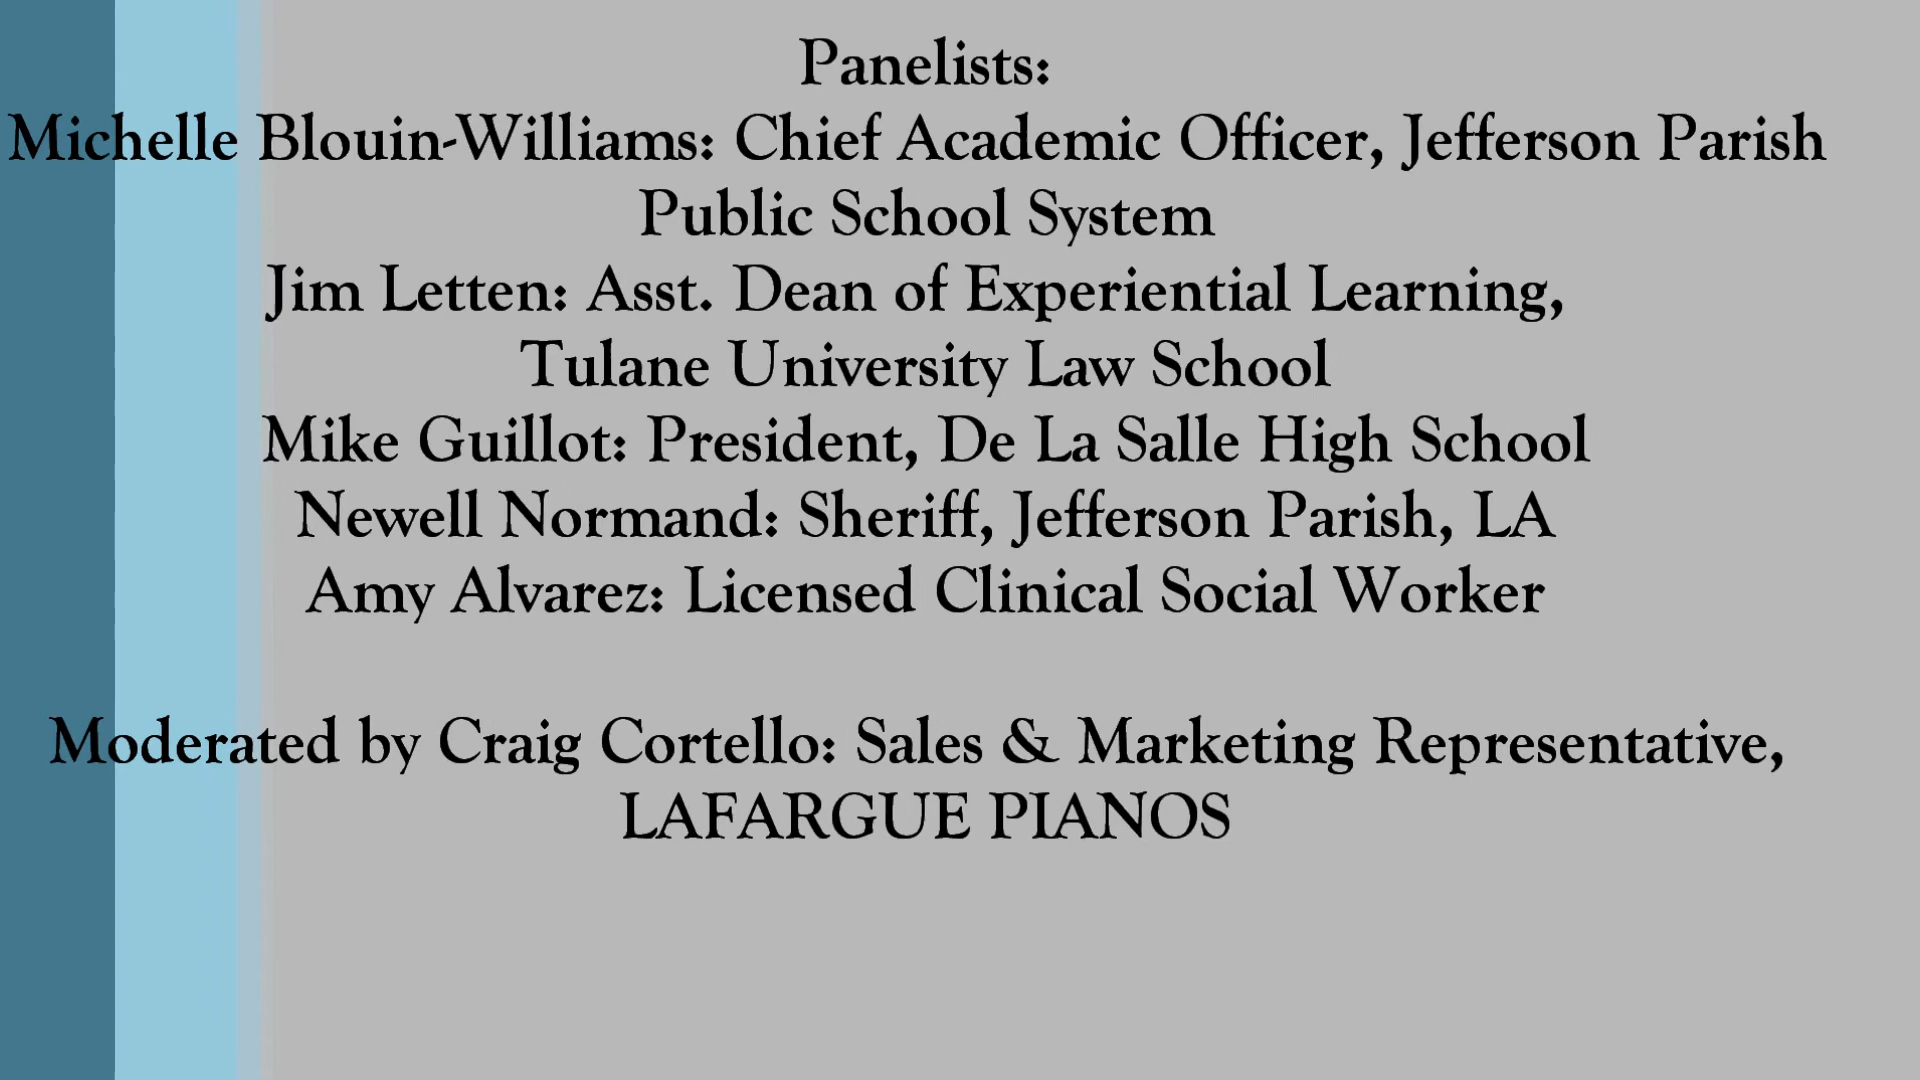 Panelists:
Michelle Blouin-Williams: Chief Academic Officer, Jefferson Parish
Public School System
Jim Letten: Asst. Dean of Experiential Learning,
Tulane University Law School
Mike Guillot: President, De La Salle High School
Newell Normand: Sheriff, Jefferson Parish, LA
Amy Alvarez: Licensed Clinical Social Worker
Moderated by Craig Cortello: Sales & Marketing Representative,
LAFARGUE PIANOS